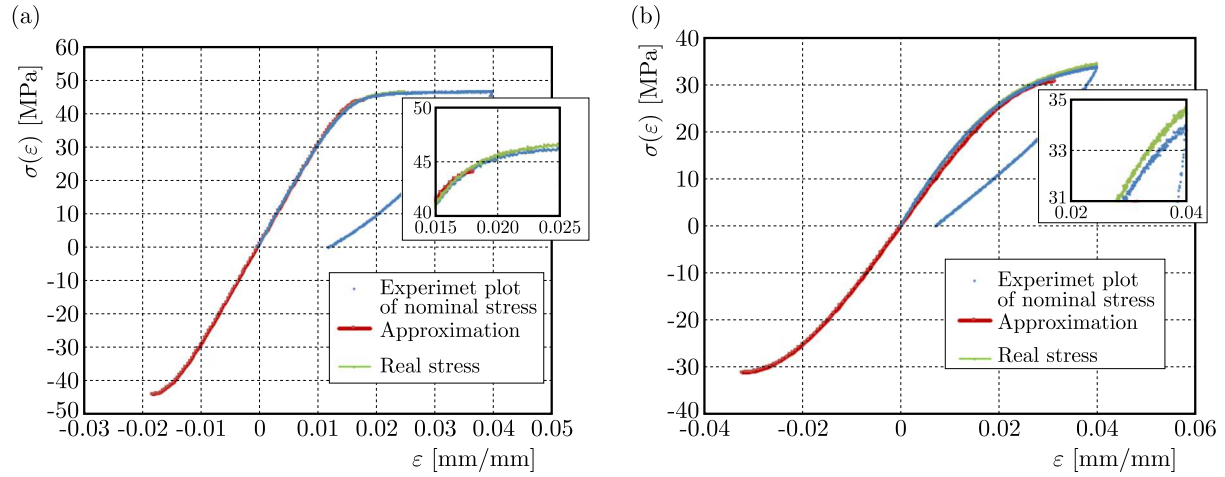 (a)
σ(ε) [MPa]
60
50
40
30
20
10
0
-10
-20
-30
-40
-50
-0.03 -0.02 -0.01 0 0.01 0.02 0.03 0.04 0.05
ε [mm/mm]
50
45
40
0.015 0.020 0.025
Experimet plot
of nominal stress
Approximation
Real stress
(b)
σ(ε) [MPa]
40
30
20
10
0
-10
-20
-30
-40
-0.04 -0.02 0 0.02 0.04 0.06
ε [mm/mm]
35
33
31
0.02 0.04
Experimet plot
of nominal stress
Approximation
Real stress